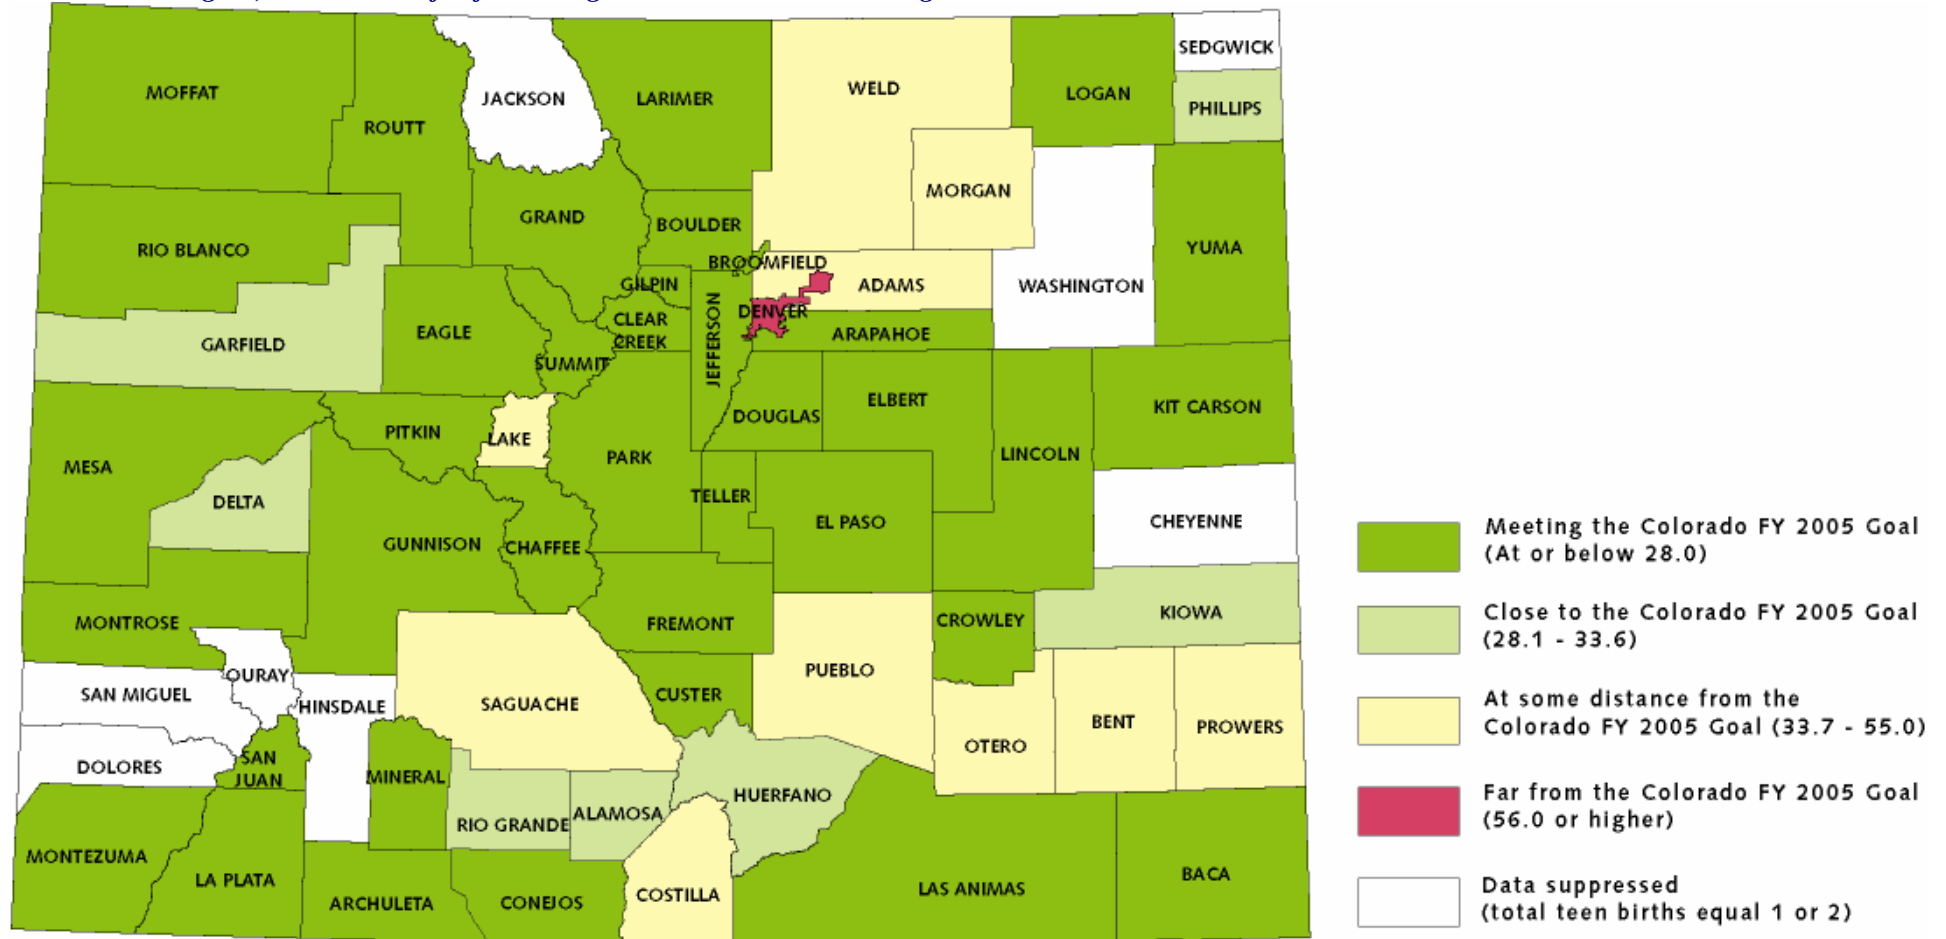 SEDGWICK
MOFFAT
JACKSON
LARIMER
WELD
LOGAN
PHILLIPS
ROUTT
MORGAN
GRAND
BOULDER
RIO BLANCO
YUMA
BROOMFIELD
GILPIN
ADAMS
WASHINGTON
DENVER
CLEAR
CREEK
JEFFERSON
ARAPAHOE
GARFIELD
EAGLE
SUMMIT
DOUGLAS
ELBERT
KIT CARSON
PITKIN
LAKE
PARK
LINCOLN
MESA
DELTA
TELLER
EL PASO
CHEYENNE
GUNNISON
CHAFFEE
MONTROSE
FREMONT
CROWLEY
KIOWA
OURAY
SAN MIGUEL
HINSDALE
SAGUACHE
CUSTER
PUEBLO
OTERO
BENT
PROWERS
DOLORES
SAN
JUAN
MINERAL
RIO GRANDE
ALAMOSA
HUERFANO
MONTEZUMA
LA PLATA
ARCHULETA
CONEJOS
COSTILLA
LAS ANIMAS
BACA
Meeting the Colorado FY 2005 Goal
(At or below 28.0)
Close to the Colorado FY 2005 Goal
(28.1 - 33.6)
At some distance from the
Colorado FY 2005 Goal (33.7 - 55.0)
Far from the Colorado FY 2005 Goal
(56.0 or higher)
Data suppressed
(total teen births equal 1 or 2)